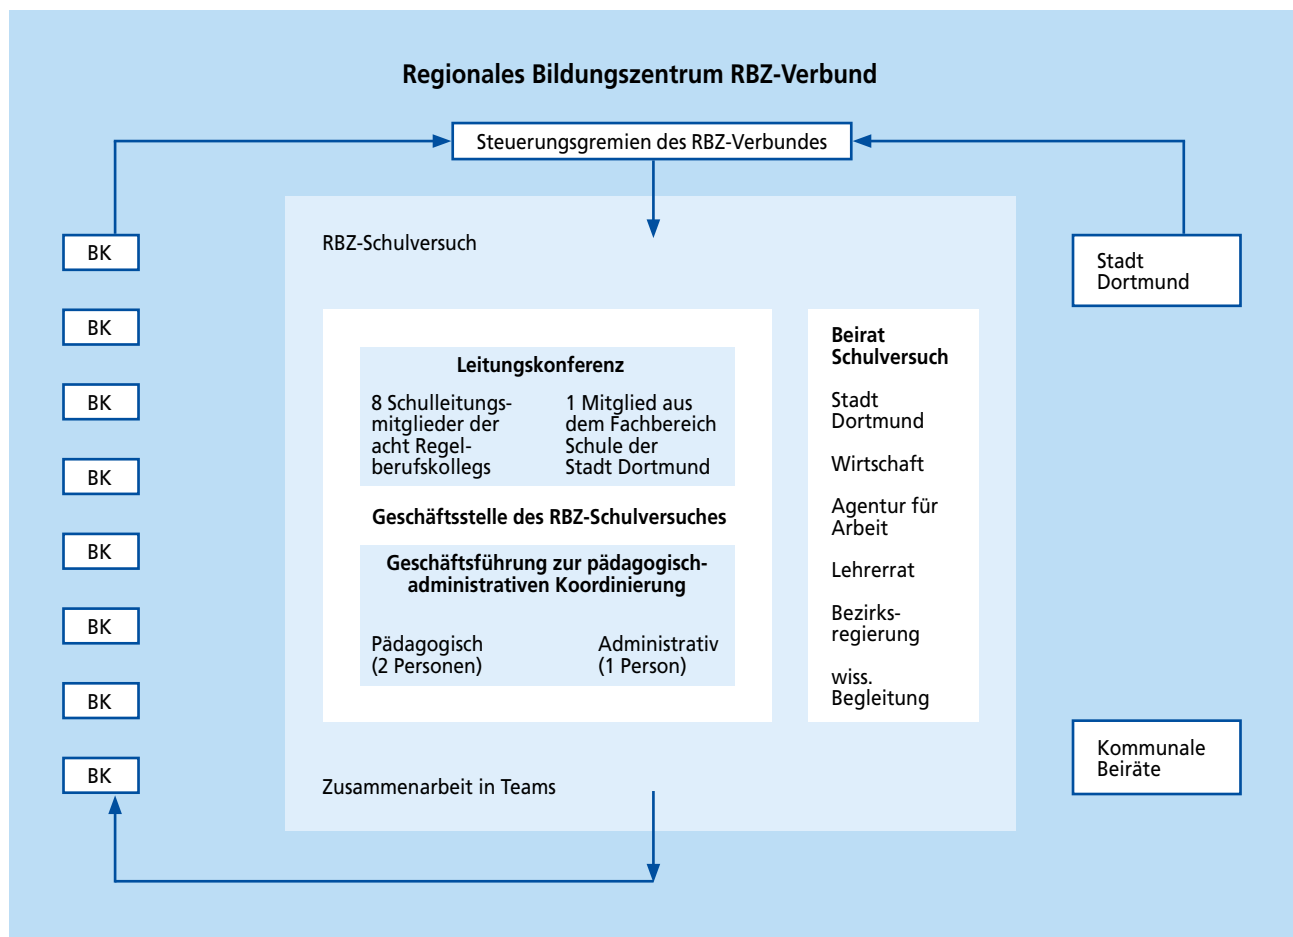 Regionales Bildungszentrum RBZ-Verbund
Steuerungsgremien des RBZ-Verbundes
BK
BK
BK
BK
BK
BK
BK
BK
RBZ-Schulversuch
Leitungskonferenz
8 Schulleitungs-
mitglieder der
acht Regel-
berufskollegs
1 Mitglied aus
dem Fachbereich
Schule der
Stadt Dortmund
Geschäftsstelle des RBZ-Schulversuches
Geschäftsführung zur pädagogisch-
administrativen Koordinierung
Pädagogisch
(2 Personen)
Administrativ
(1 Person)
Beirat
Schulversuch
Stadt
Dortmund
Wirtschaft
Agentur für
Arbeit
Lehrerrat
Bezirks-
regierung
wiss.
Begleitung
Zusammenarbeit in Teams
Stadt
Dortmund
Kommunale
Beiräte